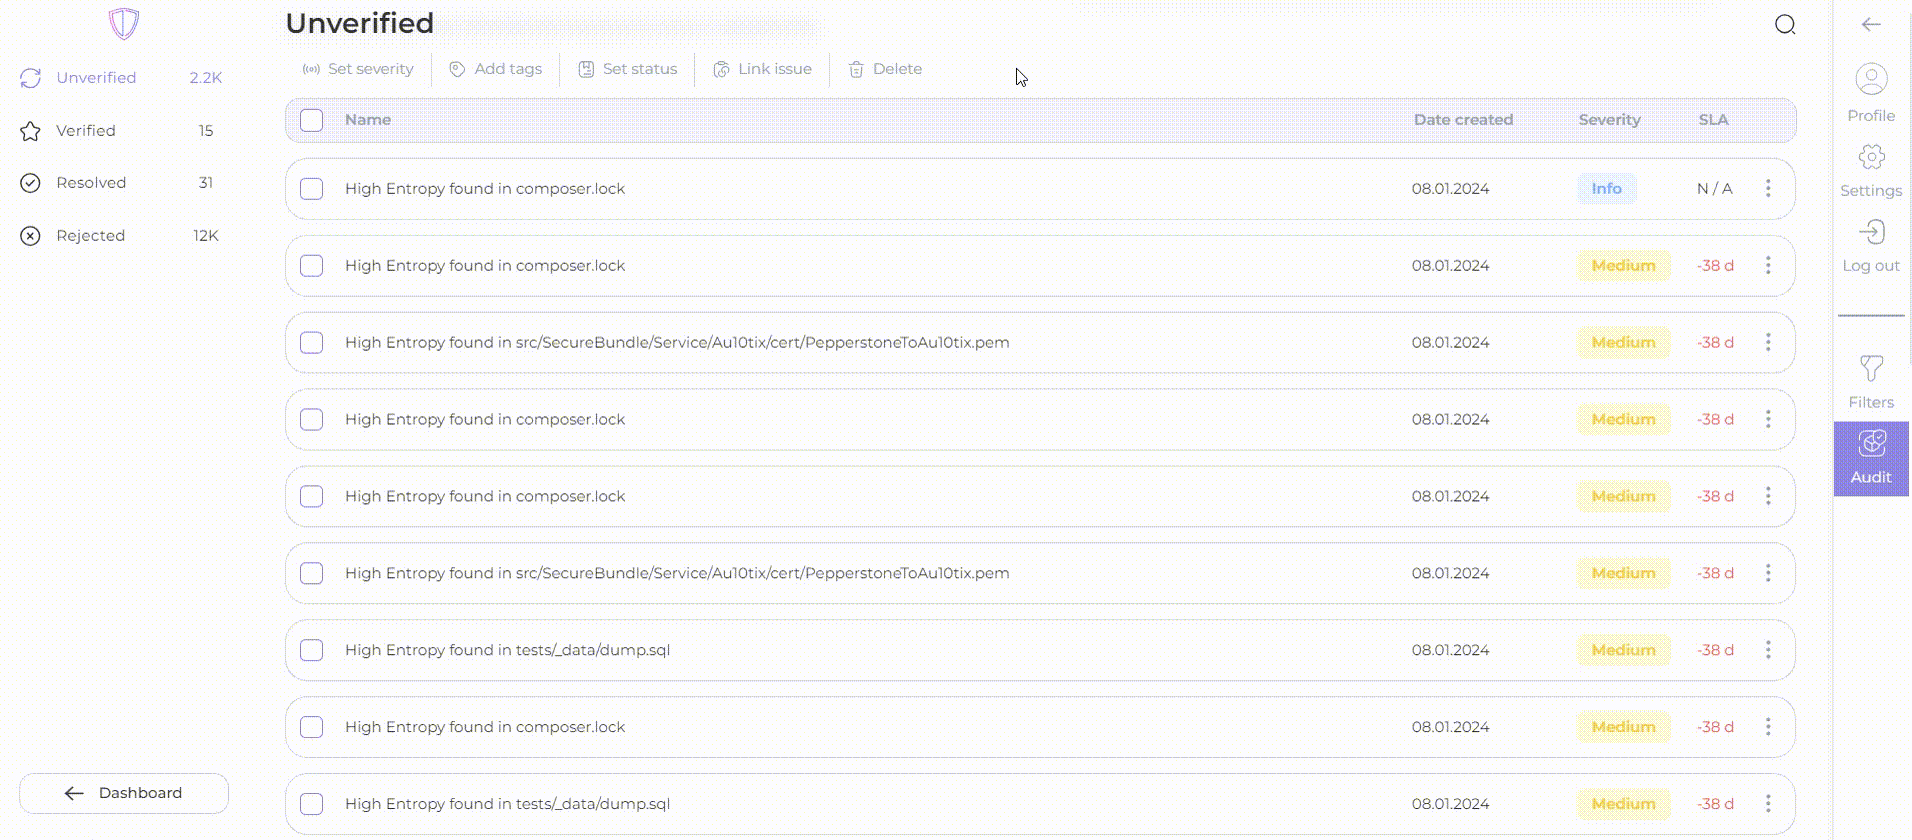 Unverified
Unverified 2.2K
Verified 15
Resolved 31
Rejected 12K
Dashboard
Set severity Add tags Set status Link issue Delete
Name Date created Severity SLA
High Entropy found in composer.lock 08.01.2024 Info N / A
High Entropy found in composer.lock 08.01.2024 Medium -38 d
High Entropy found in src/SecureBundle/Service/Au10tix/cert/PepperstoneToAu10tix.pem 08.01.2024 Medium -38 d
High Entropy found in composer.lock 08.01.2024 Medium -38 d
High Entropy found in composer.lock 08.01.2024 Medium -38 d
High Entropy found in src/SecureBundle/Service/Au10tix/cert/PepperstoneToAu10tix.pem 08.01.2024 Medium -38 d
High Entropy found in tests/_data/dump.sql 08.01.2024 Medium -38 d
High Entropy found in composer.lock 08.01.2024 Medium -38 d
High Entropy found in tests/_data/dump.sql 08.01.2024 Medium -38 d
Profile
Settings
Log out
Filters
Audit